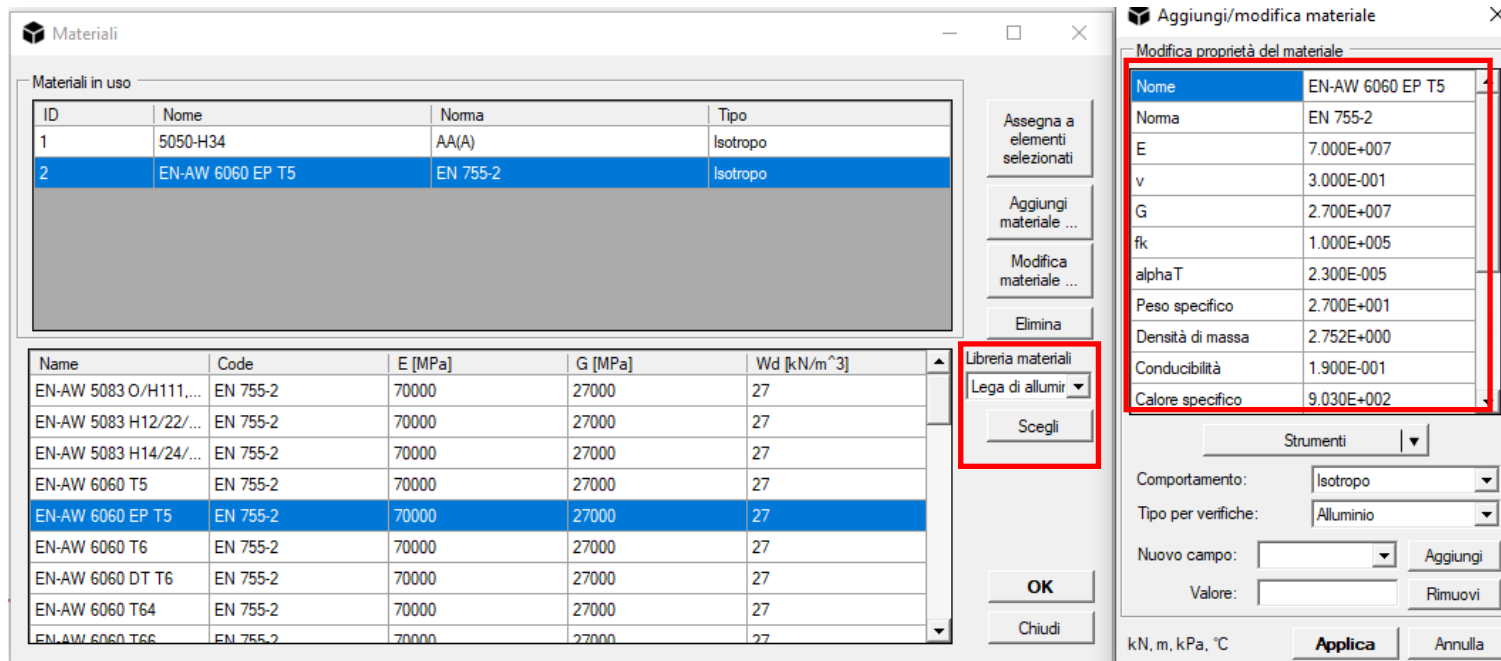 Materiali
Materiali in uso
ID Nome Norma Tipo
1 5050-H34 AA(A) Isotropo
2 EN-AW 6060 EP T5 EN 755-2 Isotropo
Assegna a
elementi
selezionati
Aggiungi
materiale ...
Modifica
materiale ...
Elimina
Name Code E [MPa] G [MPa] Wd [kN/m^3]
EN-AW 5083 O/H111,... EN 755-2 70000 27000 27
EN-AW 5083 H12/22/... EN 755-2 70000 27000 27
EN-AW 5083 H14/24/... EN 755-2 70000 27000 27
EN-AW 6060 T5 EN 755-2 70000 27000 27
EN-AW 6060 EP T5 EN 755-2 70000 27000 27
EN-AW 6060 T6 EN 755-2 70000 27000 27
EN-AW 6060 DT T6 EN 755-2 70000 27000 27
EN-AW 6060 T64 EN 755-2 70000 27000 27
EN-AW 6060 T66 EN 755-2 70000 27000 27
Libreria materiali
Lega di allumir
Scegli
OK
Chiudi
Aggiungi/modifica materiale
Modifica proprietà del materiale
Nome EN-AW 6060 EP T5
Norma EN 755-2
E 7.000E+007
v 3.000E-001
G 2.700E+007
fk 1.000E+005
alphaT 2.300E-005
Peso specifico 2.700E+001
Densità di massa 2.752E+000
Conducibilità 1.900E-001
Calore specifico 9.030E+002
Strumenti
Comportamento: Isotropo
Tipo per verifiche: Alluminio
Nuovo campo: Aggiungi
Valore: Rimuovi
kN, m, kPa, °C Applica Annulla